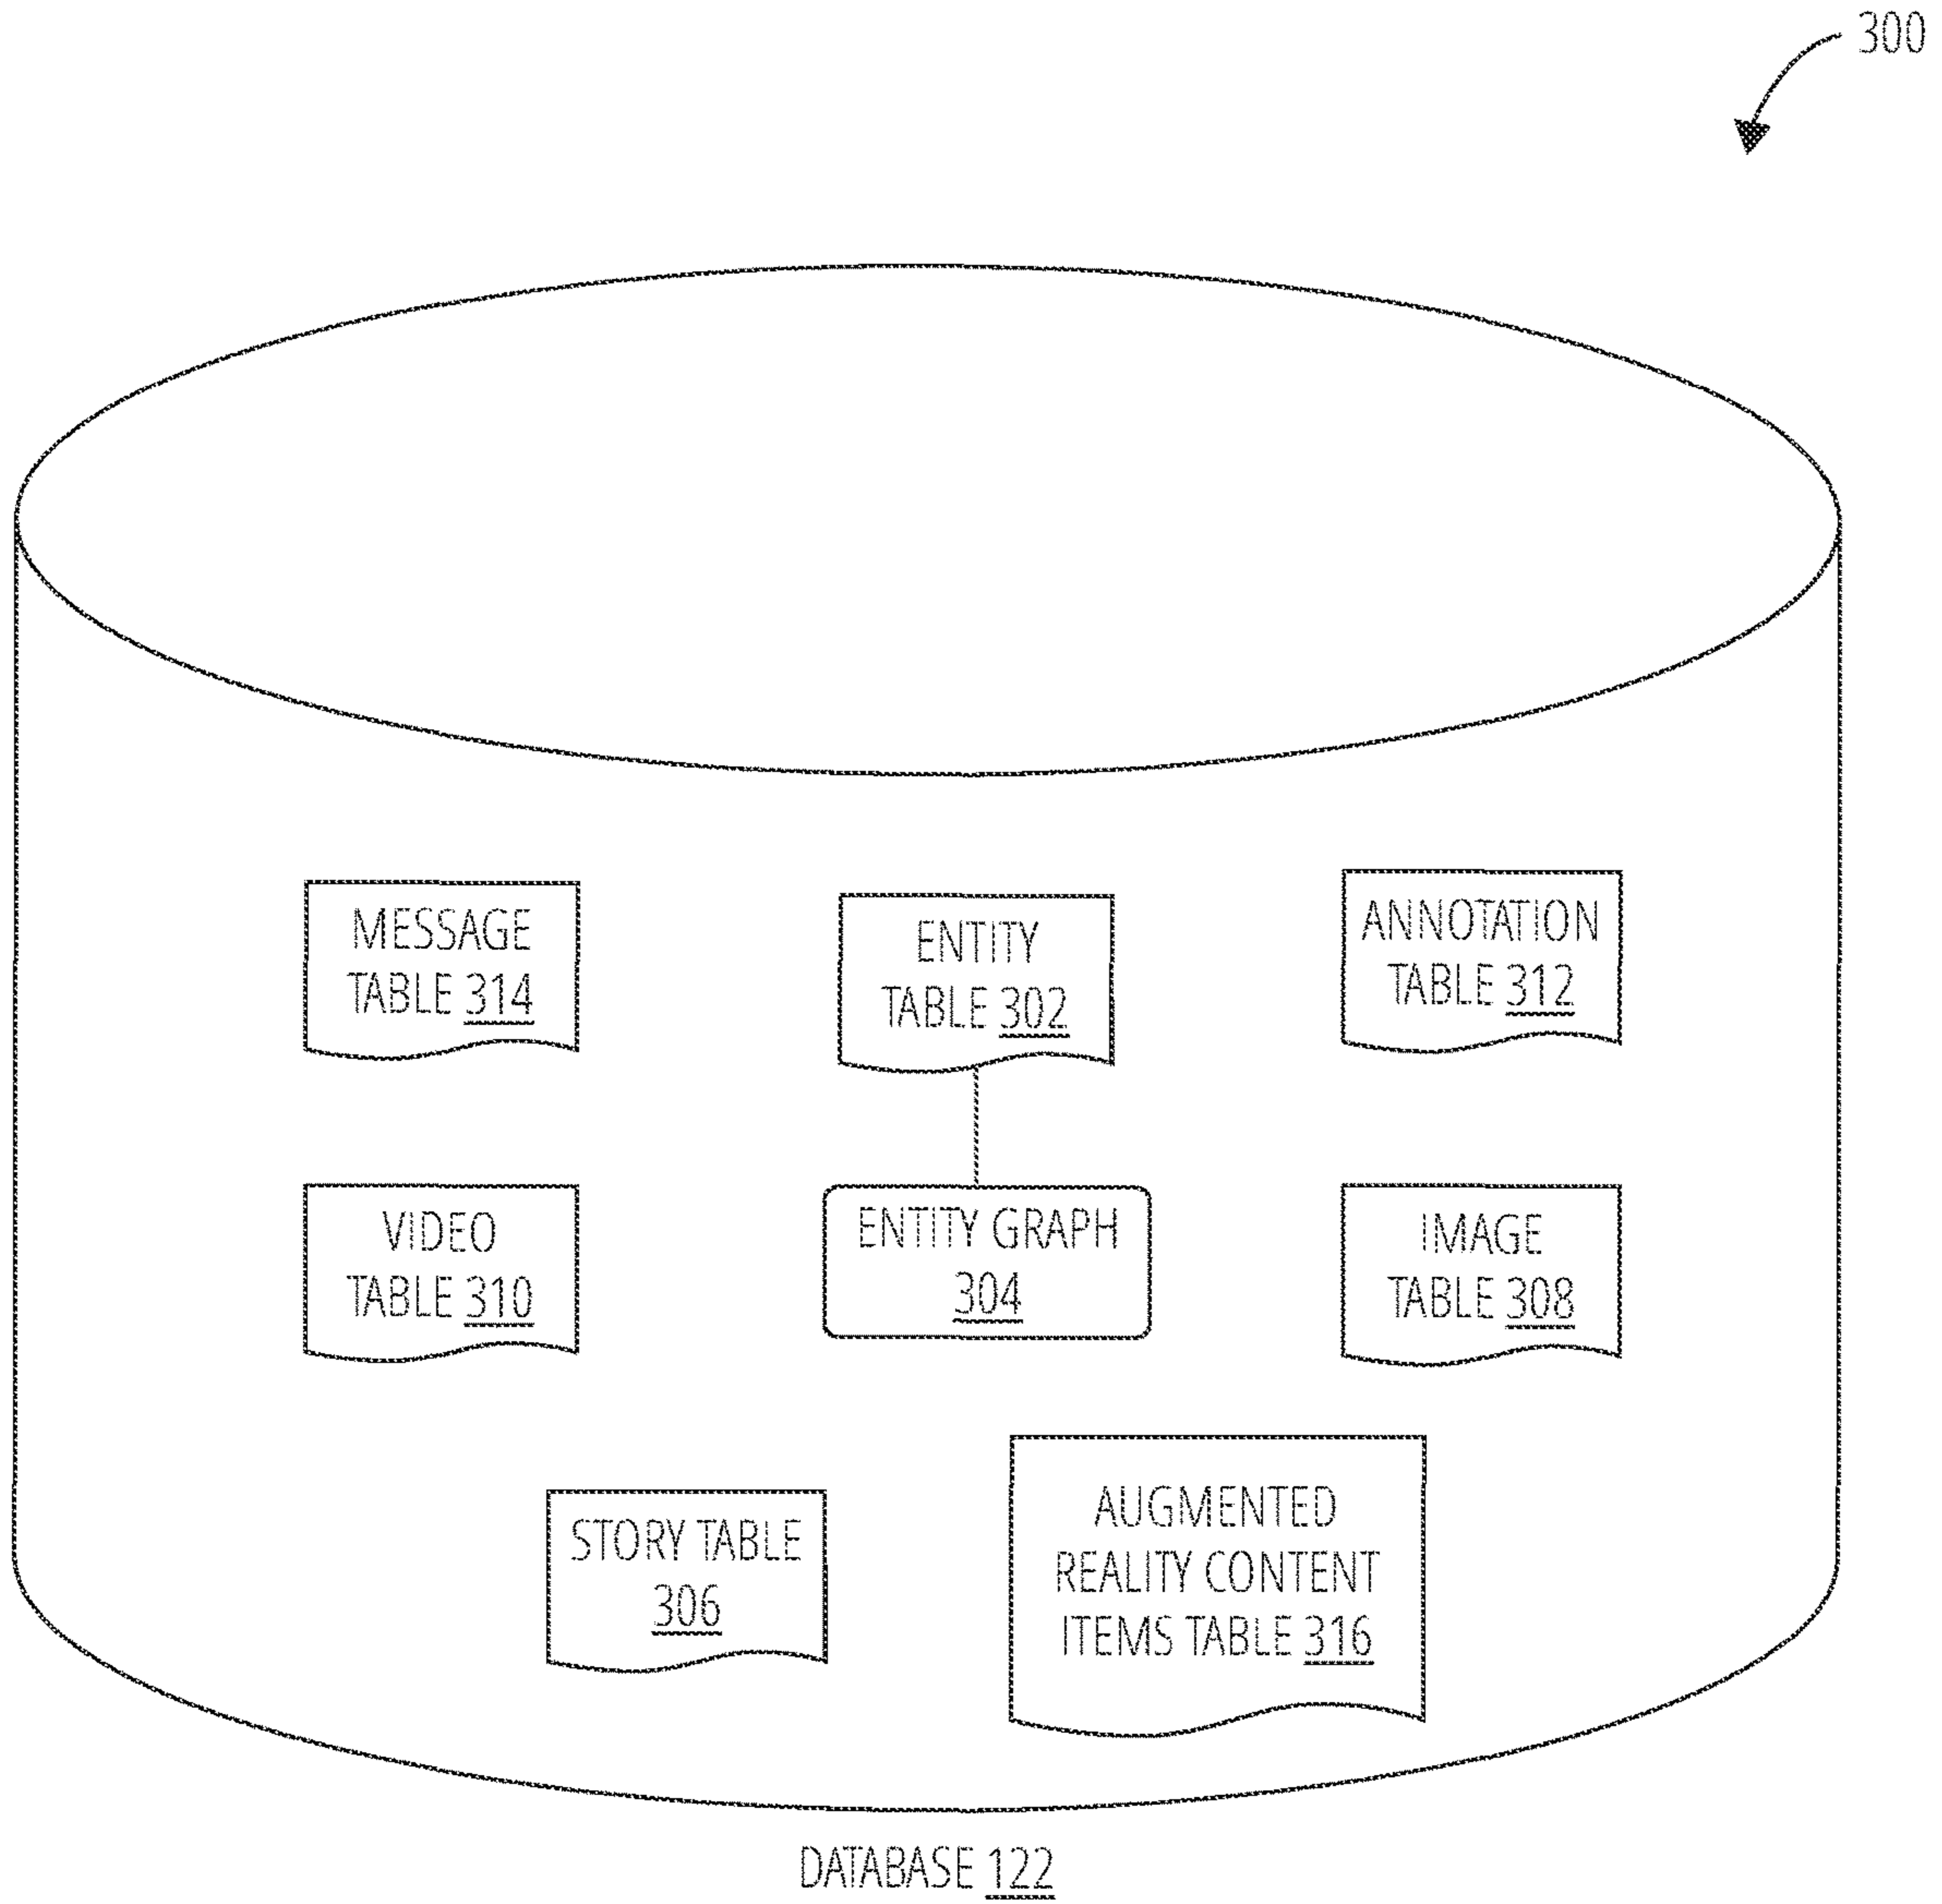 300
MESSAGE
TABLE 314
ENTITY
TABLE 302
ANNOTATION
TABLE 312
VIDEO
TABLE 310
ENTITY GRAPH
304
IMAGE
TABLE 308
STORY TABLE
306
AUGMENTED
REALITY CONTENT
ITEMS TABLE 316
DATABASE 122